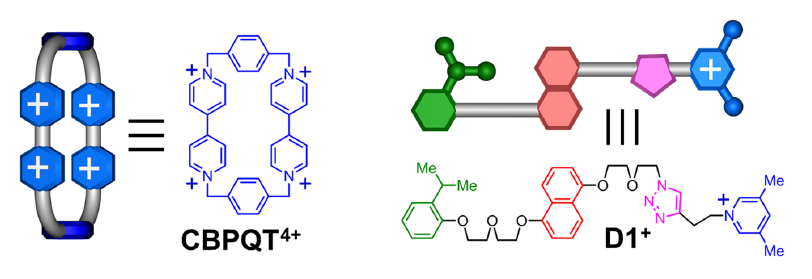 + +
+ +
+
+ N N +
+ N N +
CBPQT⁴⁺
Me
Me
O O O
O O N
N N
+ N
Me
Me
D1⁺